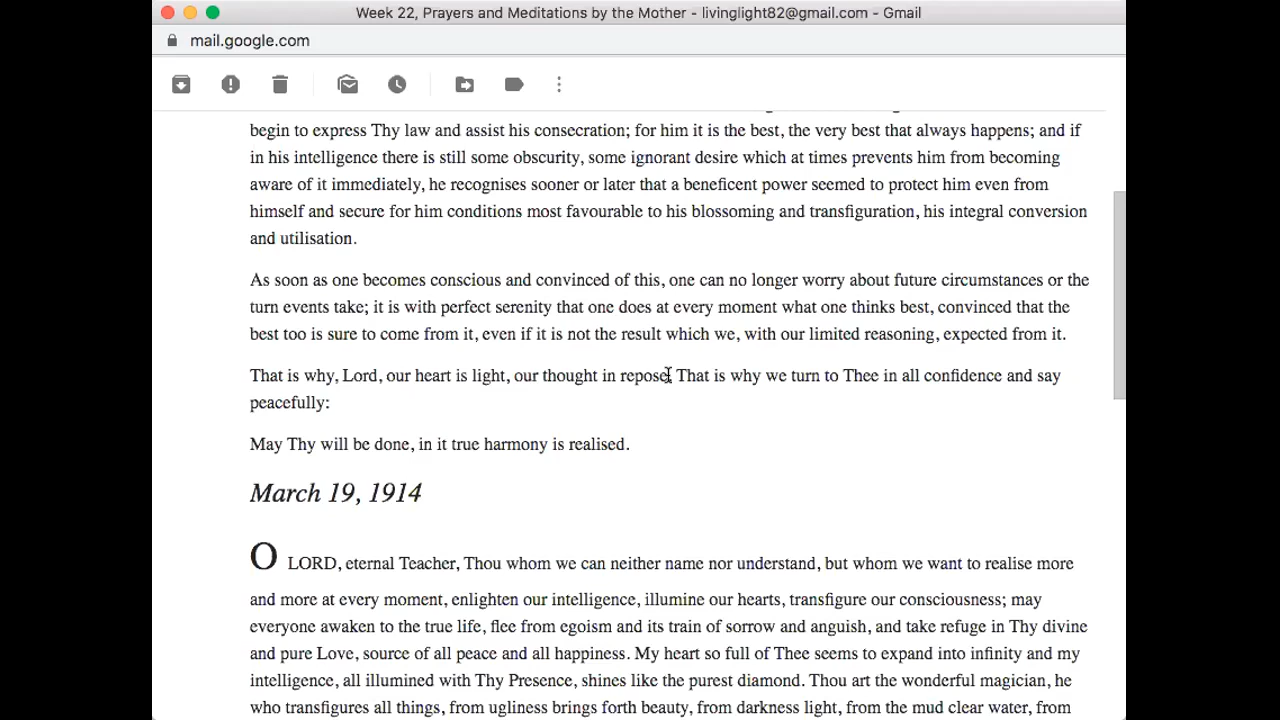 Week 22, Prayers and Meditations by the Mother - livinglight82@gmail.com - Gmail
mail.google.com
begin to express Thy law and assist his consecration; for him it is the best, the very best that always happens; and if
in his intelligence there is still some obscurity, some ignorant desire which at times prevents him from becoming
aware of it immediately, he recognises sooner or later that a beneficent power seemed to protect him even from
himself and secure for him conditions most favourable to his blossoming and transfiguration, his integral conversion
and utilisation.
As soon as one becomes conscious and convinced of this, one can no longer worry about future circumstances or the
turn events take; it is with perfect serenity that one does at every moment what one thinks best, convinced that the
best too is sure to come from it, even if it is not the result which we, with our limited reasoning, expected from it.
That is why, Lord, our heart is light, our thought in repose. That is why we turn to Thee in all confidence and say
peacefully:
May Thy will be done, in it true harmony is realised.
March 19, 1914
O LORD, eternal Teacher, Thou whom we can neither name nor understand, but whom we want to realise more
and more at every moment, enlighten our intelligence, illumine our hearts, transfigure our consciousness; may
everyone awaken to the true life, flee from egoism and its train of sorrow and anguish, and take refuge in Thy divine
and pure Love, source of all peace and all happiness. My heart so full of Thee seems to expand into infinity and my
intelligence, all illumined with Thy Presence, shines like the purest diamond. Thou art the wonderful magician, he
who transfigures all things, from ugliness brings forth beauty, from darkness light, from the mud clear water, from